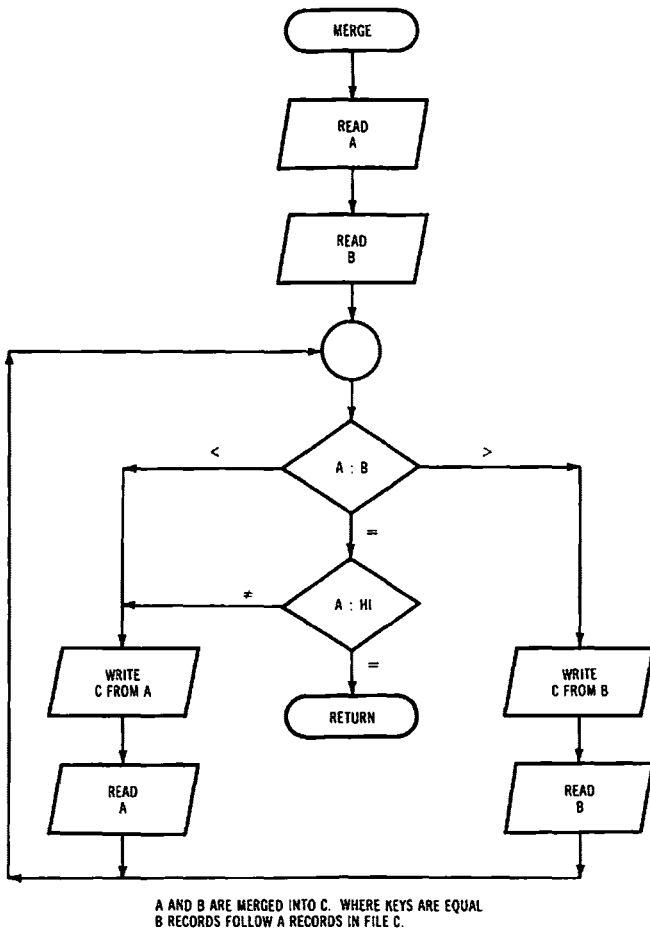 MERGE
READ
A
READ
B
<
A : B
>
=
≠
A : HI
=
WRITE
C FROM A
WRITE
C FROM B
RETURN
READ
A
READ
B
A AND B ARE MERGED INTO C. WHERE KEYS ARE EQUAL
B RECORDS FOLLOW A RECORDS IN FILE C.